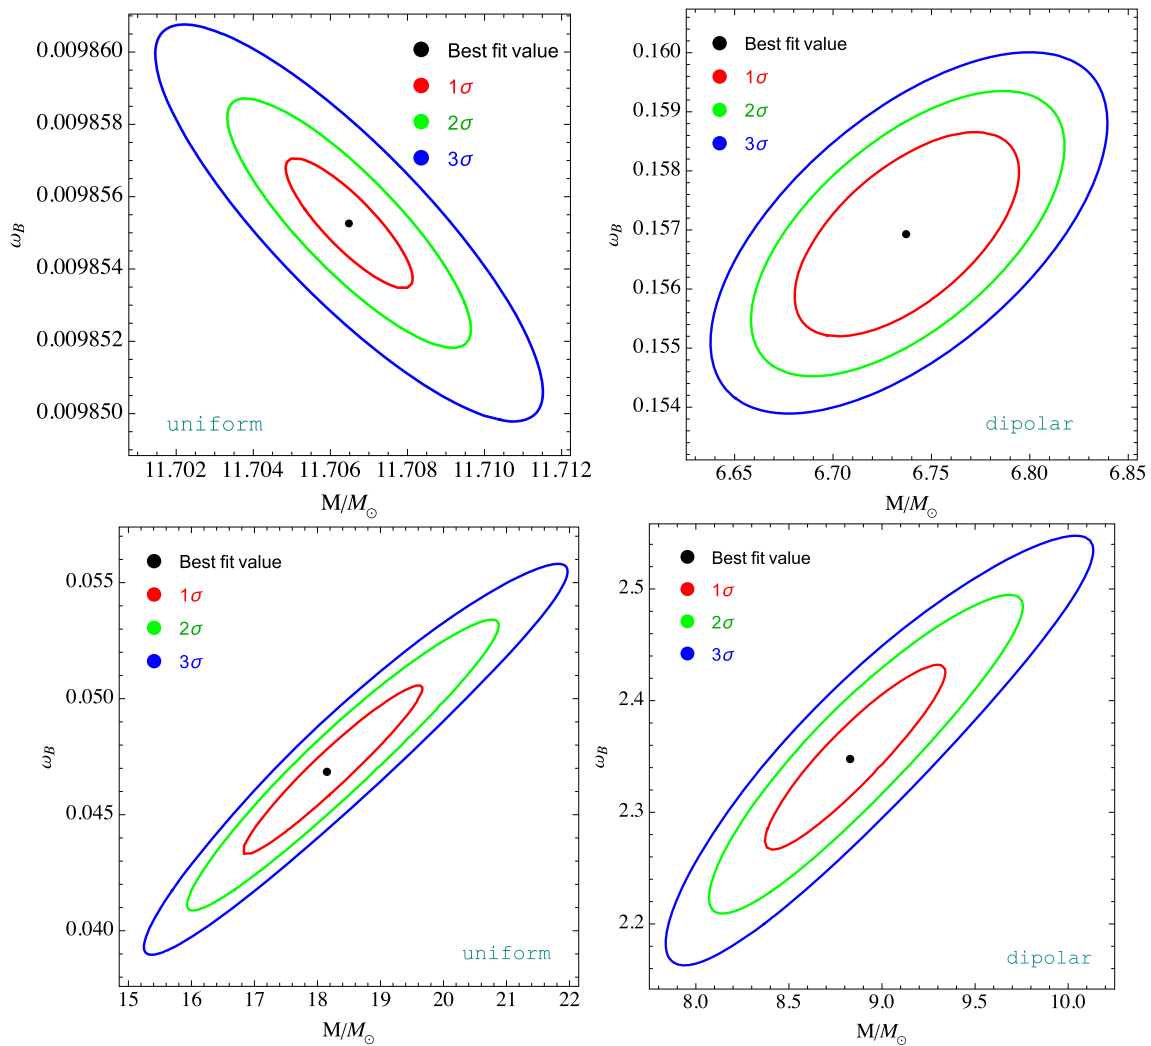 0.009860
0.009858
0.009856
0.009854
0.009852
0.009850
ω_B
Best fit value
1σ
2σ
3σ
uniform
11.702 11.704 11.706 11.708 11.710 11.712
M/M_⊙
0.160
0.159
0.158
0.157
0.156
0.155
0.154
ω_B
Best fit value
1σ
2σ
3σ
dipolar
6.65 6.70 6.75 6.80 6.85
M/M_⊙
0.055
0.050
0.045
0.040
ω_B
Best fit value
1σ
2σ
3σ
uniform
15 16 17 18 19 20 21 22
M/M_⊙
2.5
2.4
2.3
2.2
ω_B
Best fit value
1σ
2σ
3σ
dipolar
8.0 8.5 9.0 9.5 10.0
M/M_⊙